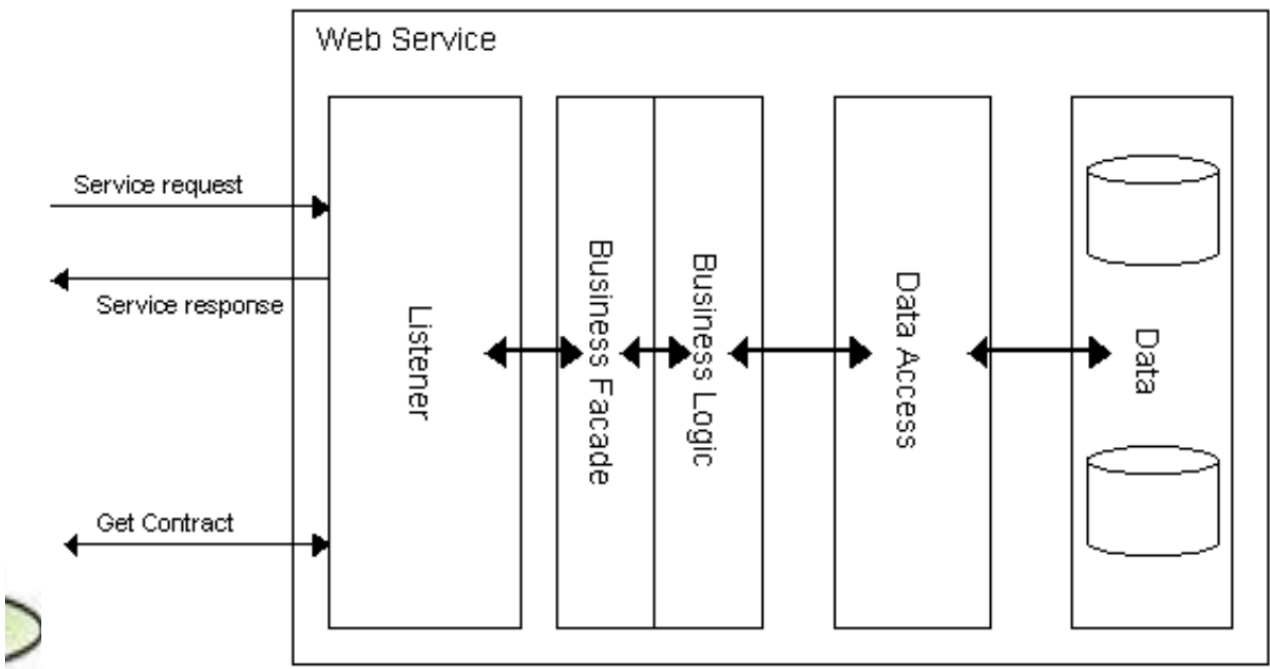 Web Service
Service request
Service response
Get Contract
Listener
Business Facade
Business Logic
Data Access
Data